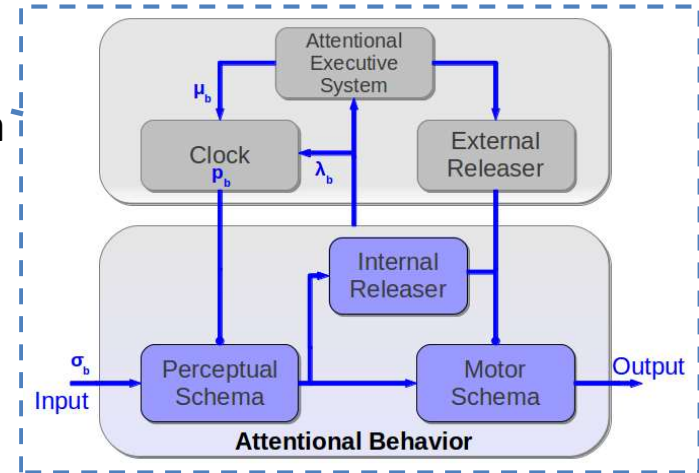 Attentional
Executive
System
μb
Clock
pb
λb
External
Releaser
Internal
Releaser
σb
Input
Perceptual
Schema
Motor
Schema
Output
Attentional Behavior